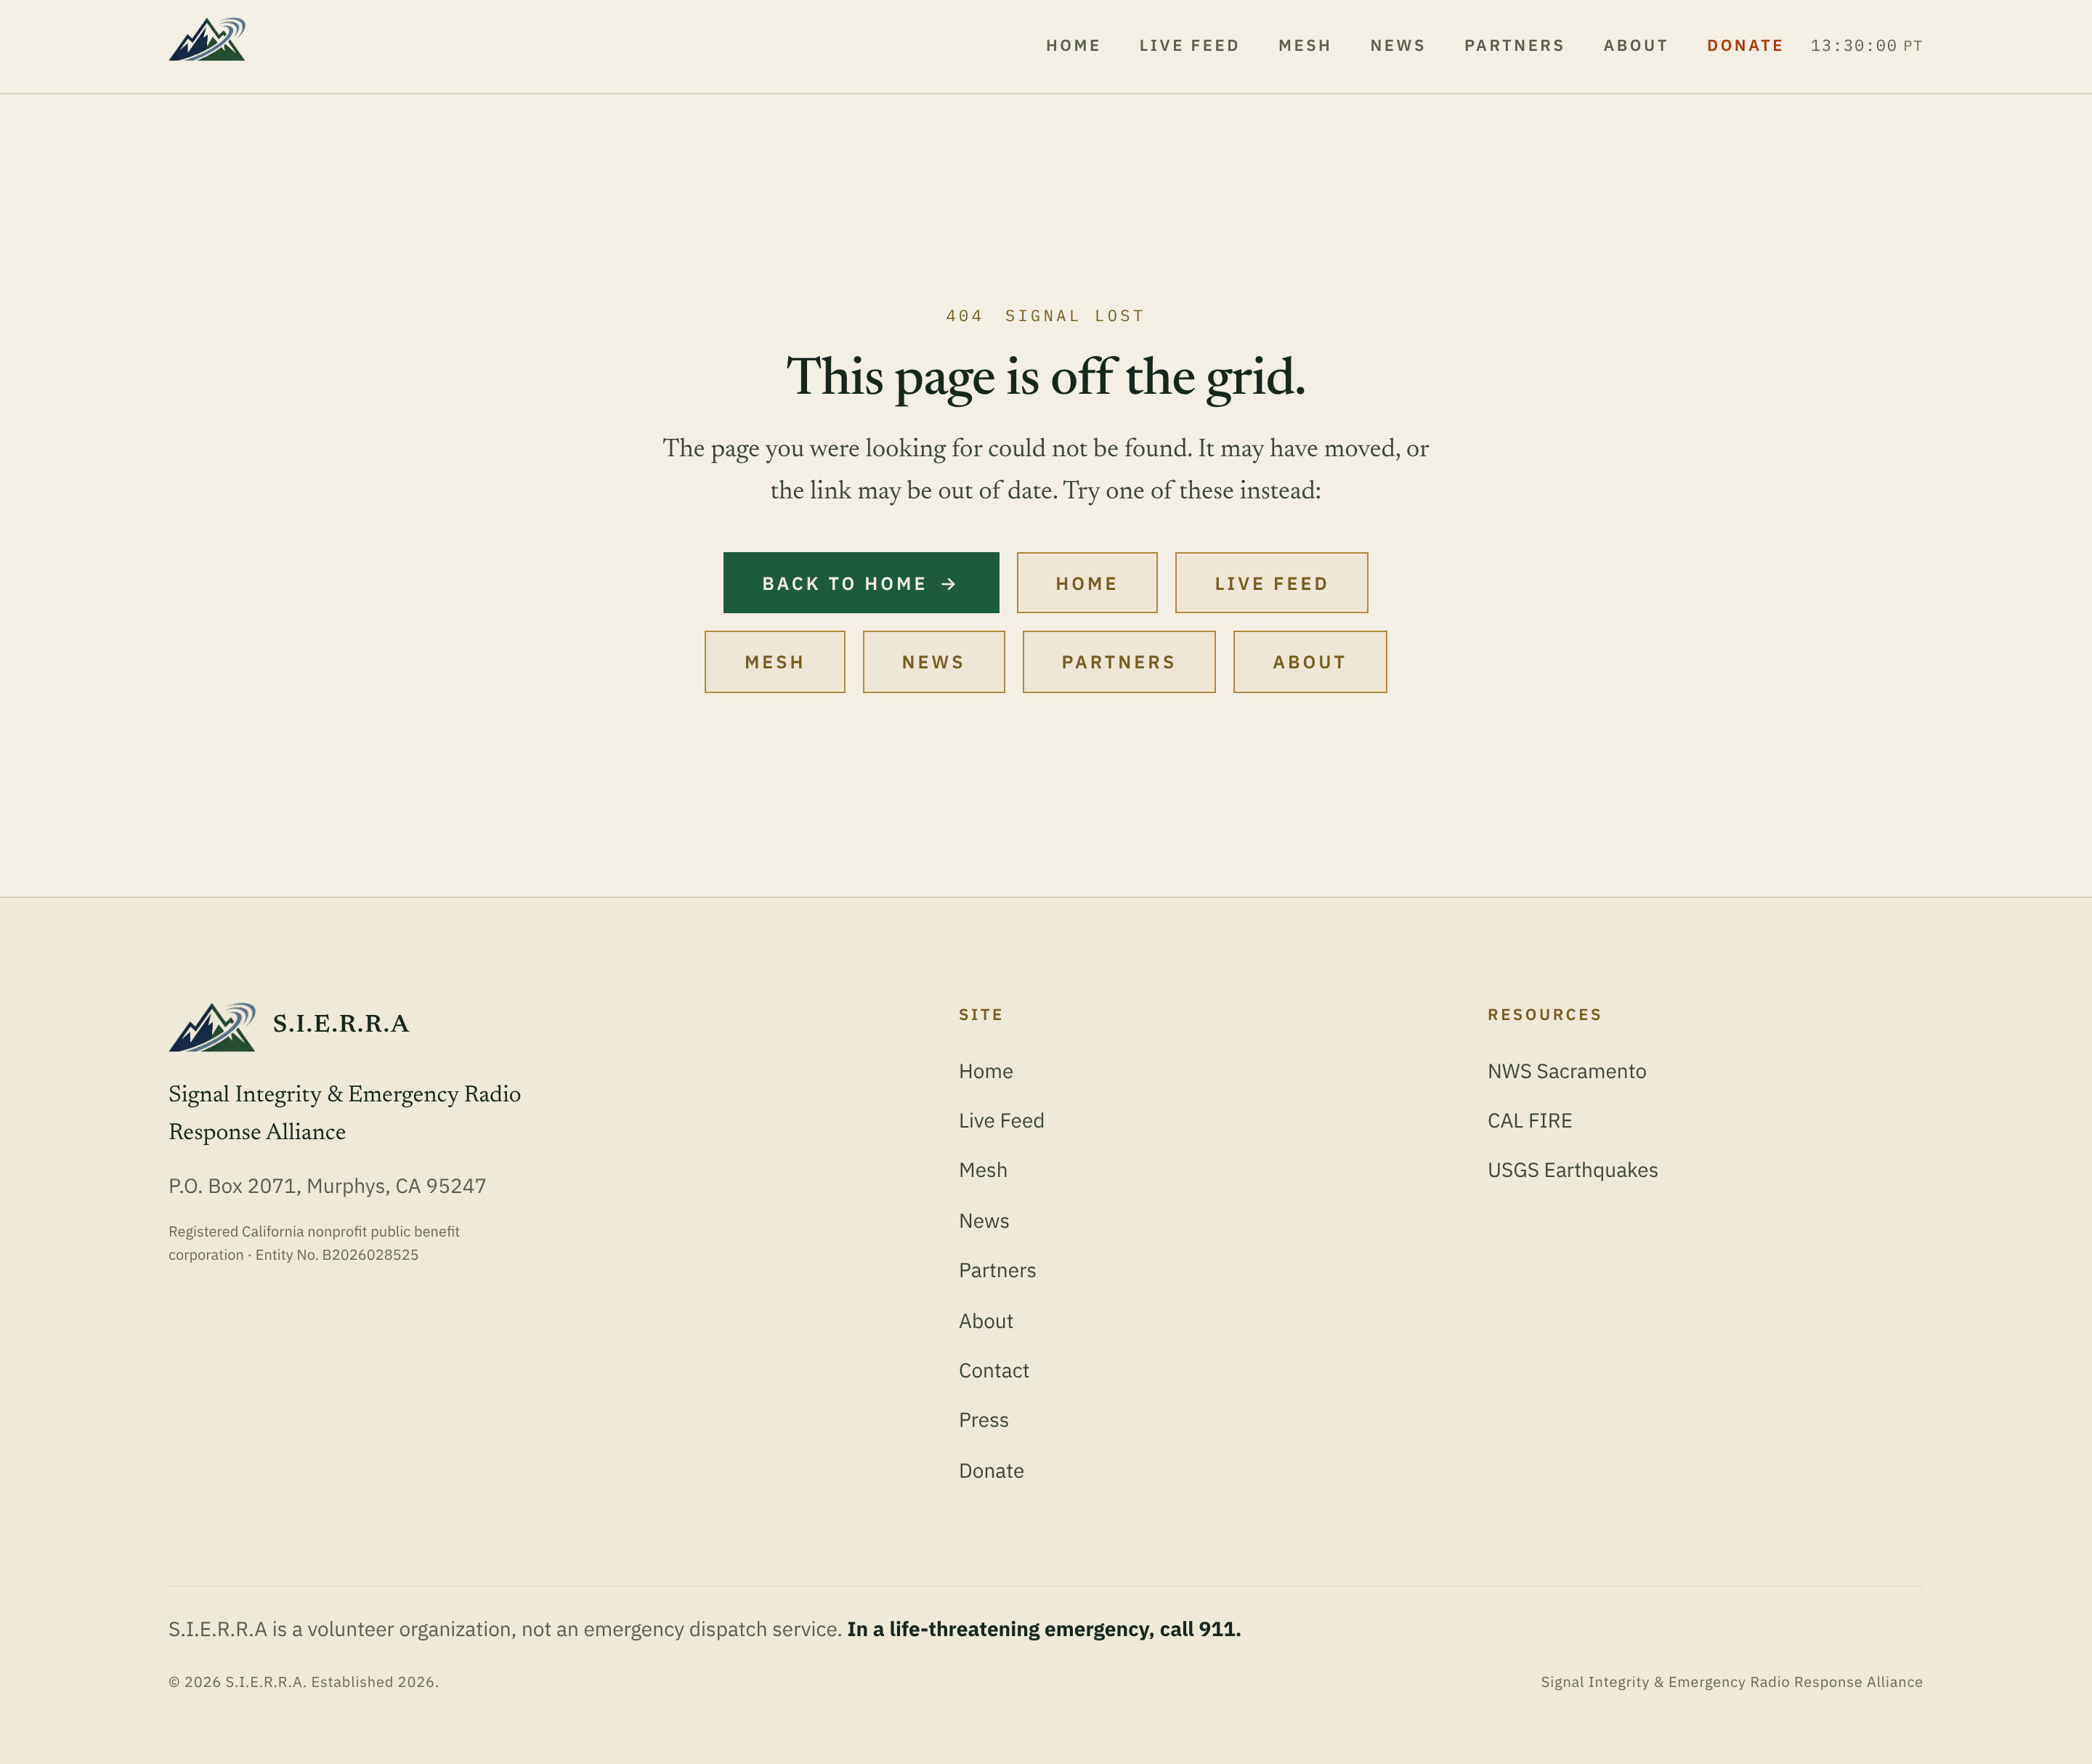 HOME LIVE FEED MESH NEWS PARTNERS ABOUT DONATE 13:30:00 PT
404 SIGNAL LOST
This page is off the grid.
The page you were looking for could not be found. It may have moved, or
the link may be out of date. Try one of these instead:
BACK TO HOME → HOME LIVE FEED
MESH NEWS PARTNERS ABOUT
S.I.E.R.R.A
Signal Integrity & Emergency Radio
Response Alliance
P.O. Box 2071, Murphys, CA 95247
Registered California nonprofit public benefit
corporation · Entity No. B2026028525
SITE
Home
Live Feed
Mesh
News
Partners
About
Contact
Press
Donate
RESOURCES
NWS Sacramento
CAL FIRE
USGS Earthquakes
S.I.E.R.R.A is a volunteer organization, not an emergency dispatch service. In a life-threatening emergency, call 911.
© 2026 S.I.E.R.R.A. Established 2026.
Signal Integrity & Emergency Radio Response Alliance